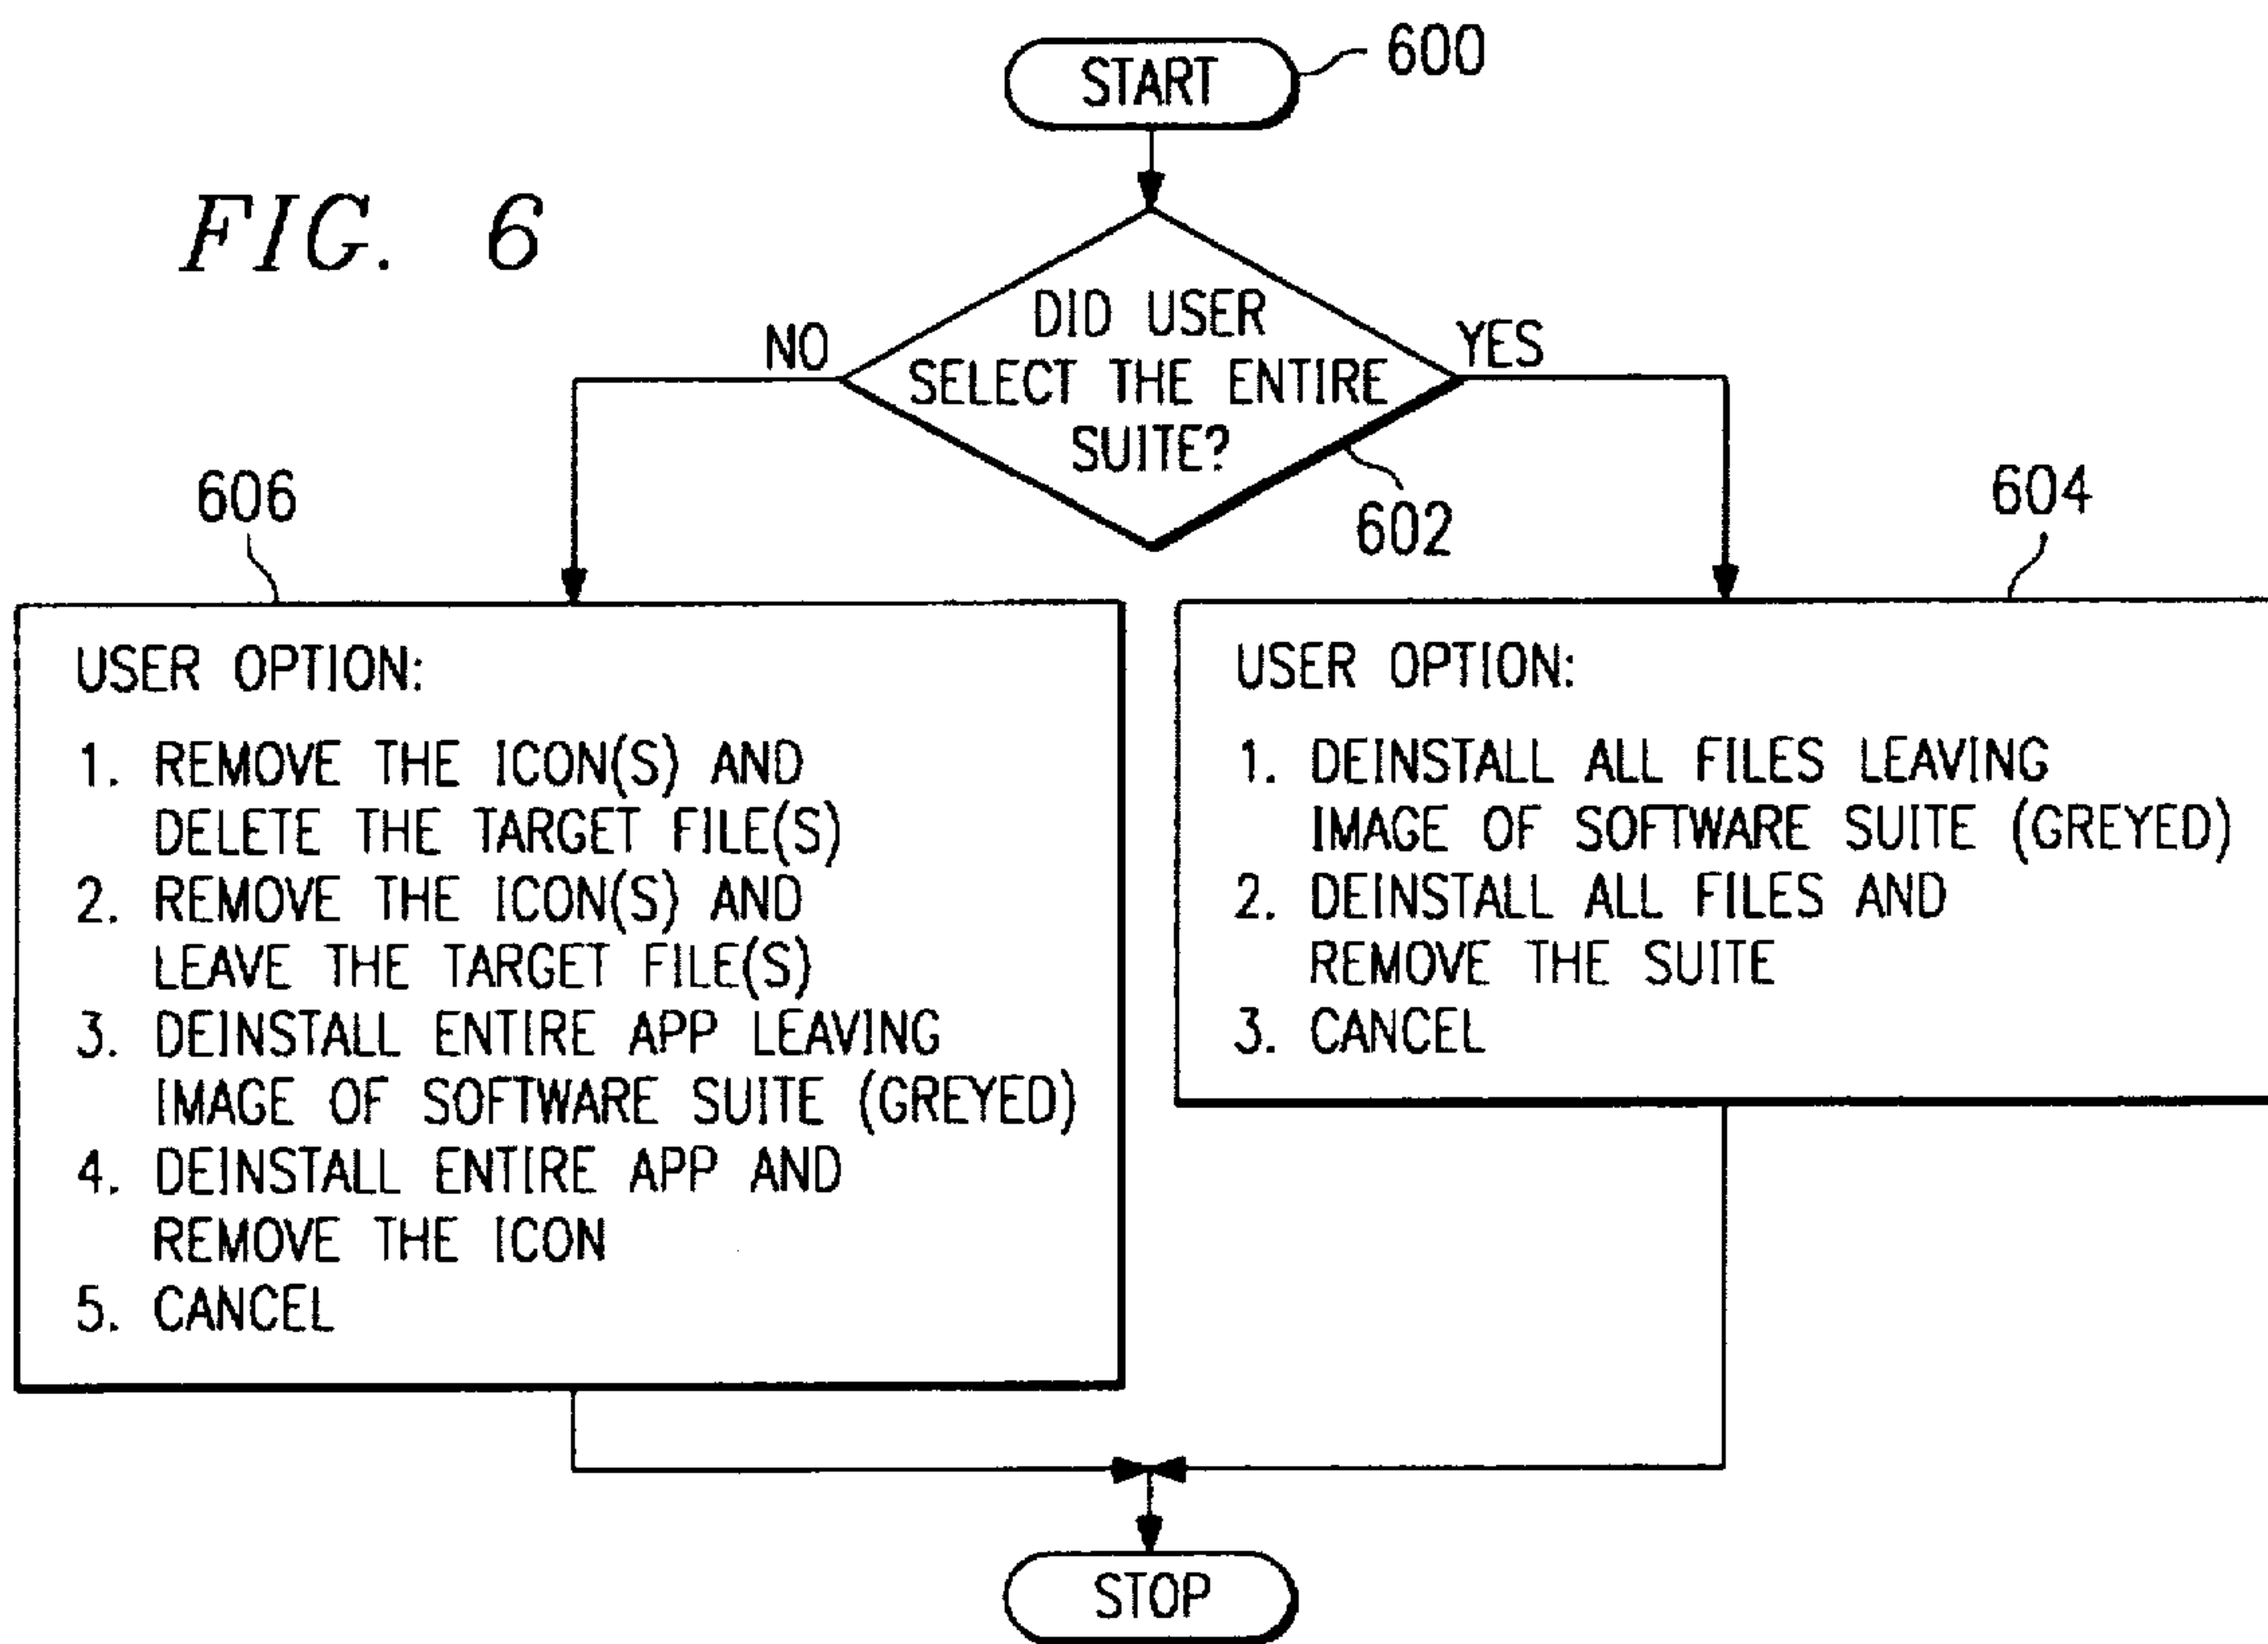 START
600
FIG. 6
DID USER
SELECT THE ENTIRE
SUITE?
NO
YES
602
606
604
USER OPTION:
1. REMOVE THE ICON(S) AND
DELETE THE TARGET FILE(S)
2. REMOVE THE ICON(S) AND
LEAVE THE TARGET FILE(S)
3. DEINSTALL ENTIRE APP LEAVING
IMAGE OF SOFTWARE SUITE (GREYED)
4. DEINSTALL ENTIRE APP AND
REMOVE THE ICON
5. CANCEL
USER OPTION:
1. DEINSTALL ALL FILES LEAVING
IMAGE OF SOFTWARE SUITE (GREYED)
2. DEINSTALL ALL FILES AND
REMOVE THE SUITE
3. CANCEL
STOP